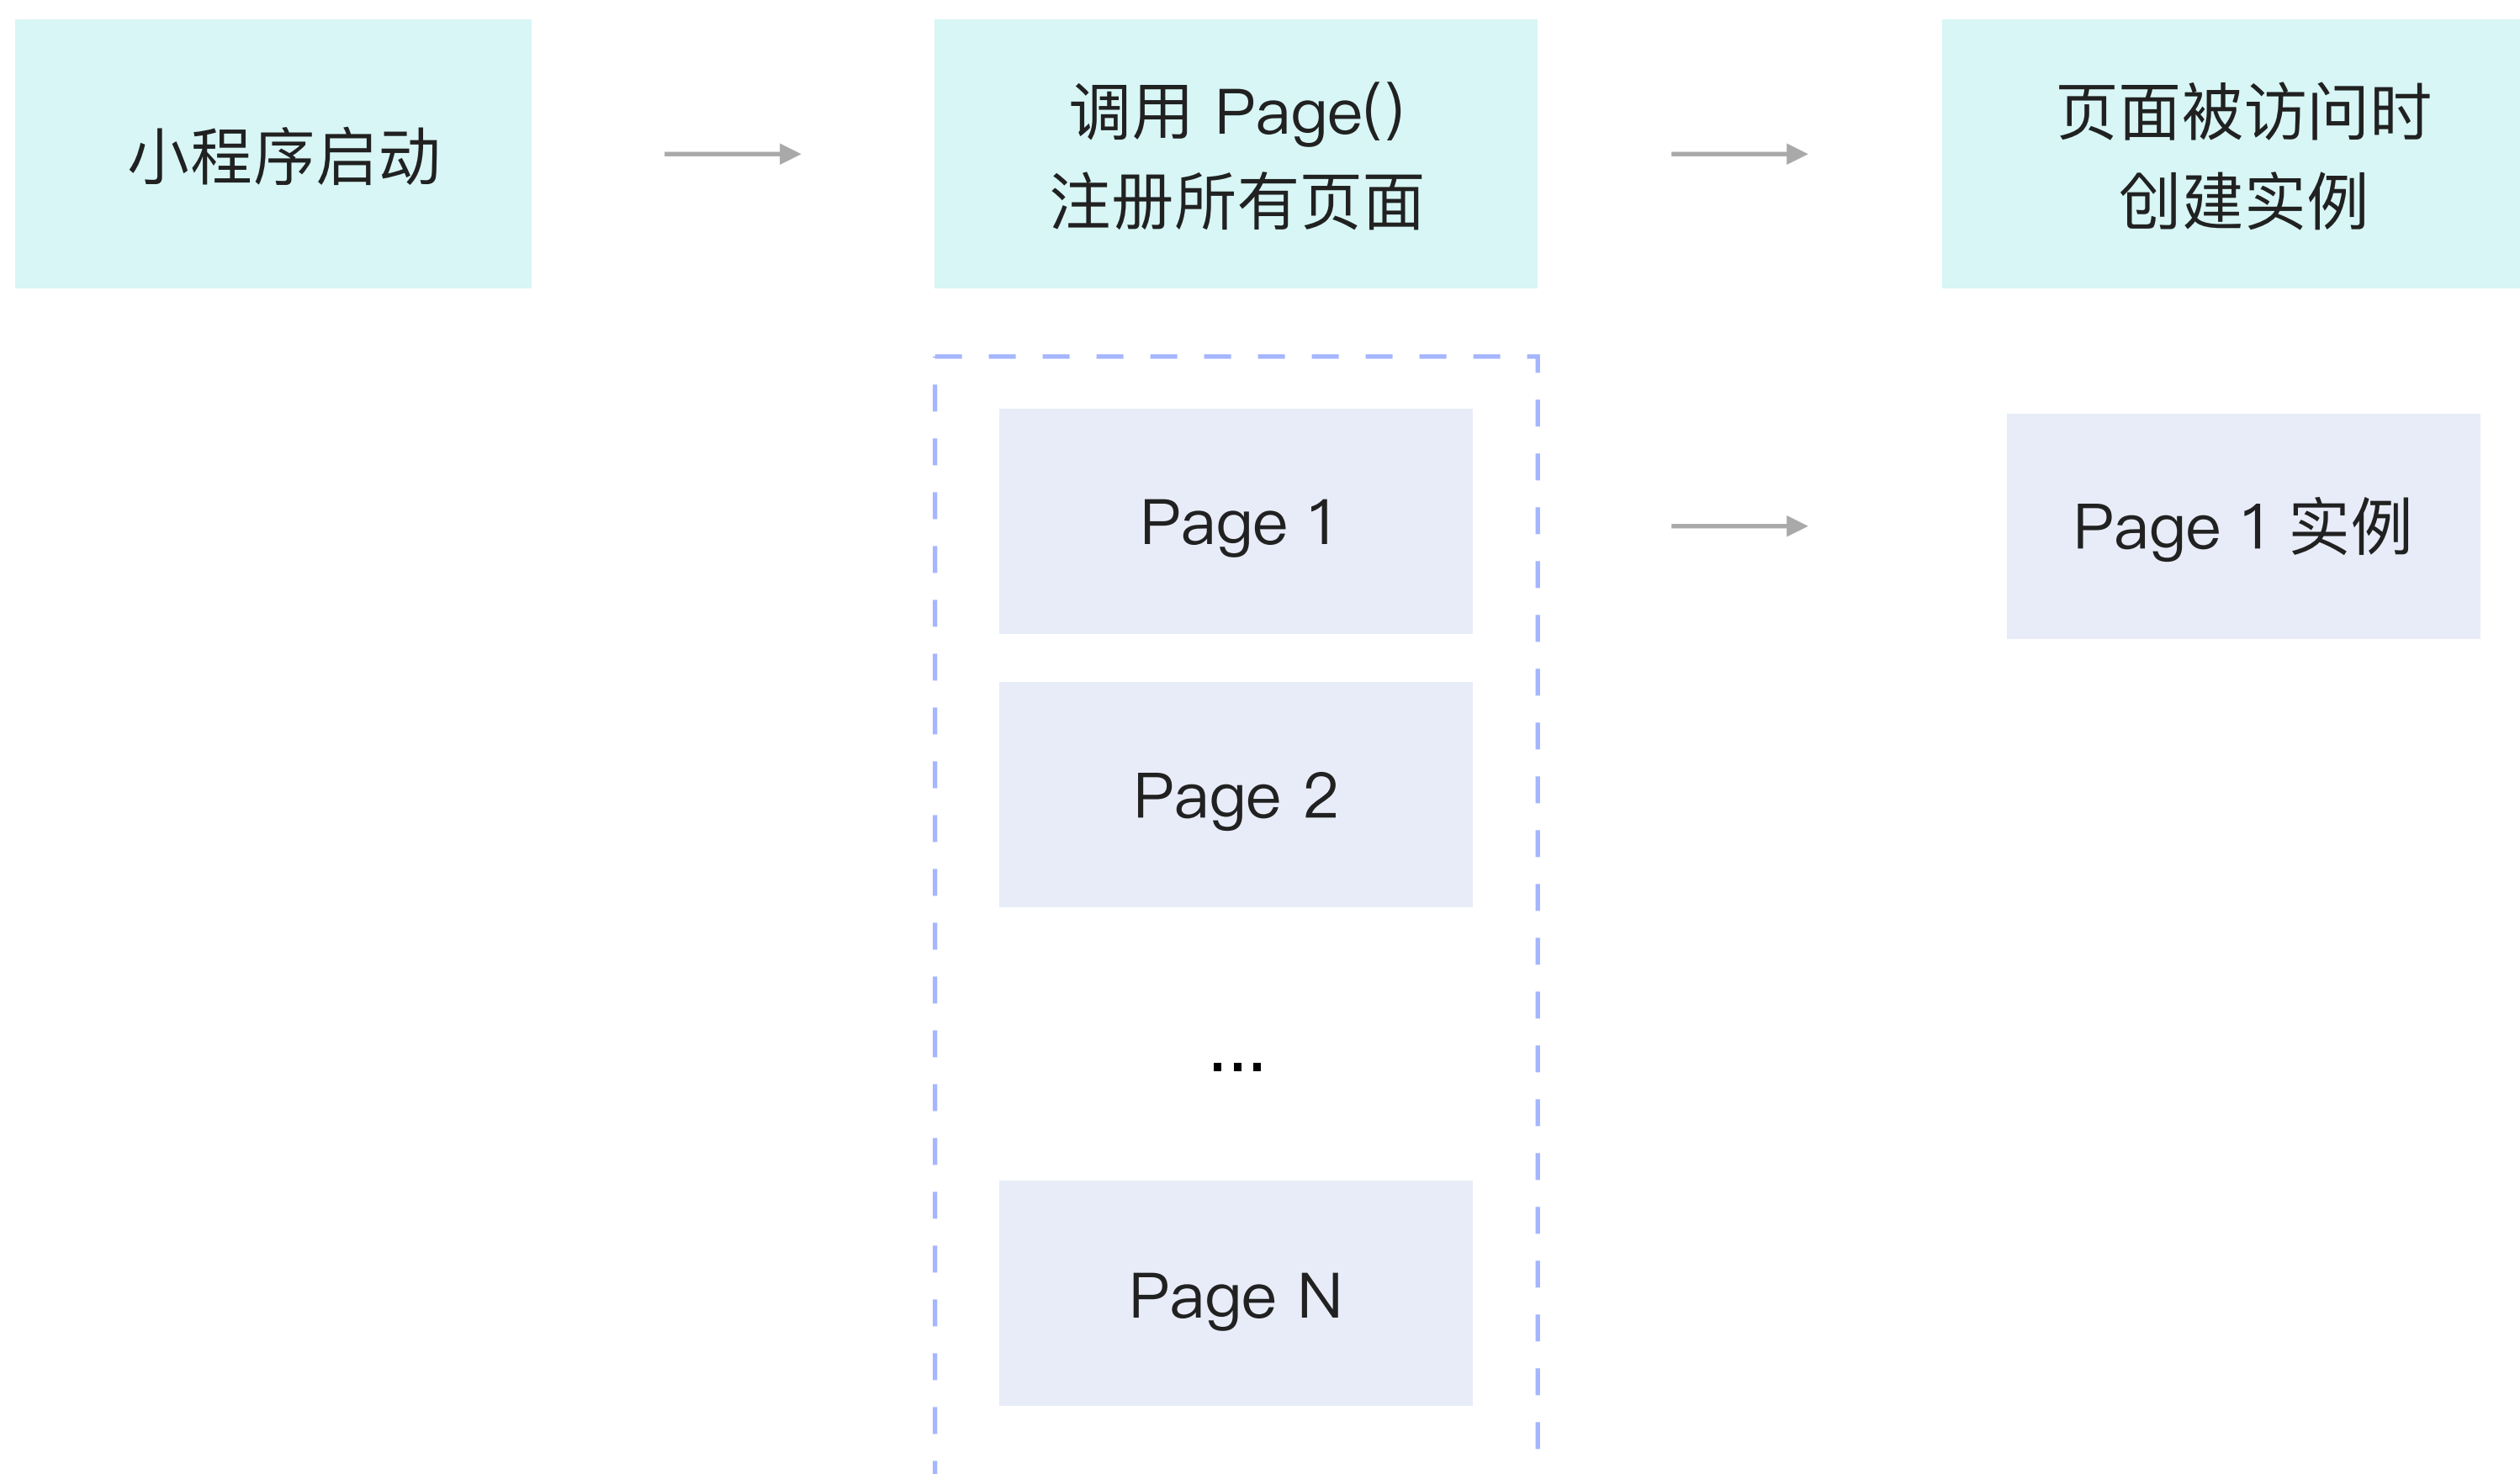 小程序启动
调用 Page()
注册所有页面
页面被访问时
创建实例
Page 1
Page 1 实例
Page 2
...
Page N